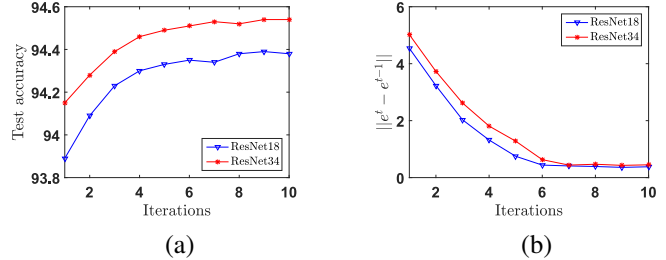 94.6
94.4
94.2
94
93.8
Test accuracy
2
4
6
8
10
Iterations
ResNet18
ResNet34
(a)
6
4
2
0
||e^t − e^{t−1}||
2
4
6
8
10
Iterations
ResNet18
ResNet34
(b)